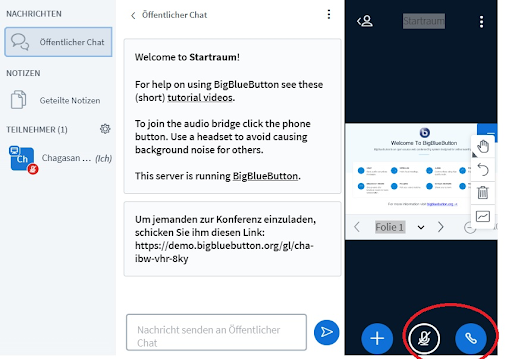 NACHRICHTEN
Öffentlicher Chat
NOTIZEN
Geteilte Notizen
TEILNEHMER (1)
Ch
Chagasan ... (Ich)
Öffentlicher Chat
Welcome to Startraum!
For help on using BigBlueButton see these
(short) tutorial videos.
To join the audio bridge click the phone
button. Use a headset to avoid causing
background noise for others.
This server is running BigBlueButton.
Um jemanden zur Konferenz einzuladen,
schicken Sie ihm diesen Link:
https://demo.bigbluebutton.org/gl/cha-
ibw-vhr-8ky
Nachricht senden an Öffentlicher
Chat
Startraum
b
Welcome To BigBlueButton
Folie 1